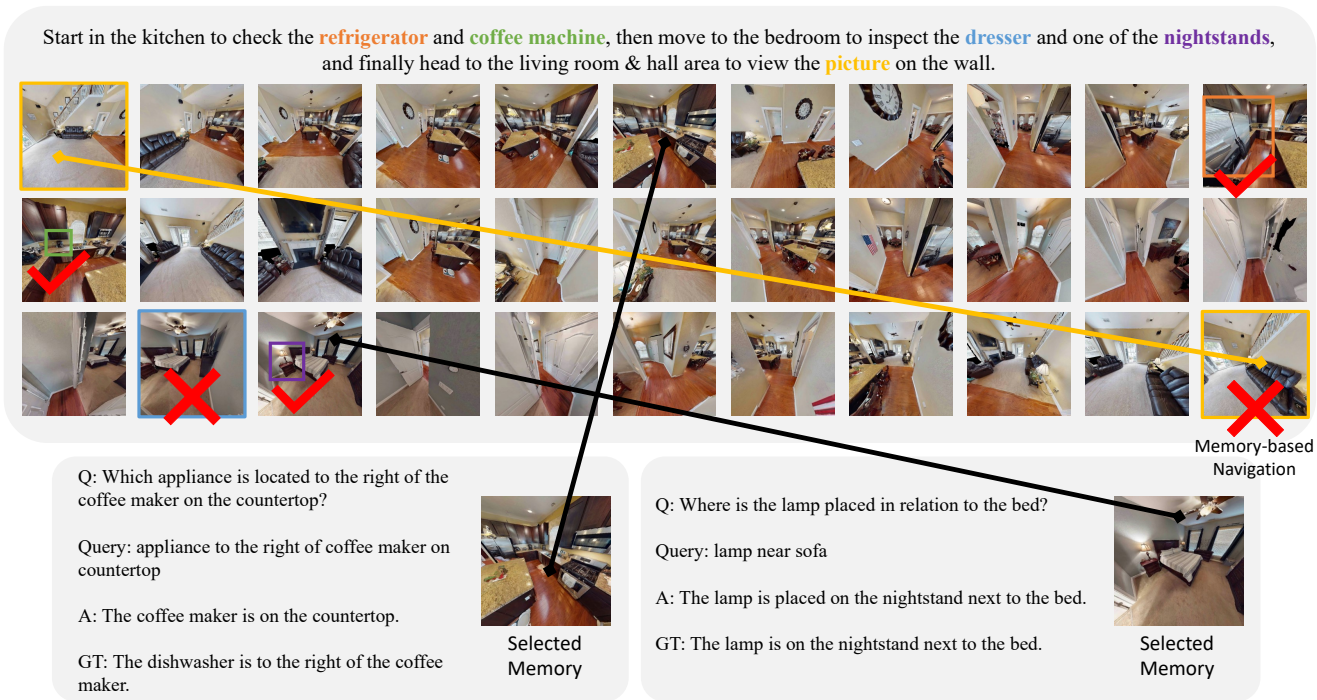 Start in the kitchen to check the refrigerator and coffee machine, then move to the bedroom to inspect the dresser and one of the nightstands,
and finally head to the living room & hall area to view the picture on the wall.
Memory-based
Navigation
Q: Which appliance is located to the right of the
coffee maker on the countertop?
Query: appliance to the right of coffee maker on
countertop
A: The coffee maker is on the countertop.
GT: The dishwasher is to the right of the coffee
maker.
Selected
Memory
Q: Where is the lamp placed in relation to the bed?
Query: lamp near sofa
A: The lamp is placed on the nightstand next to the bed.
GT: The lamp is on the nightstand next to the bed.
Selected
Memory